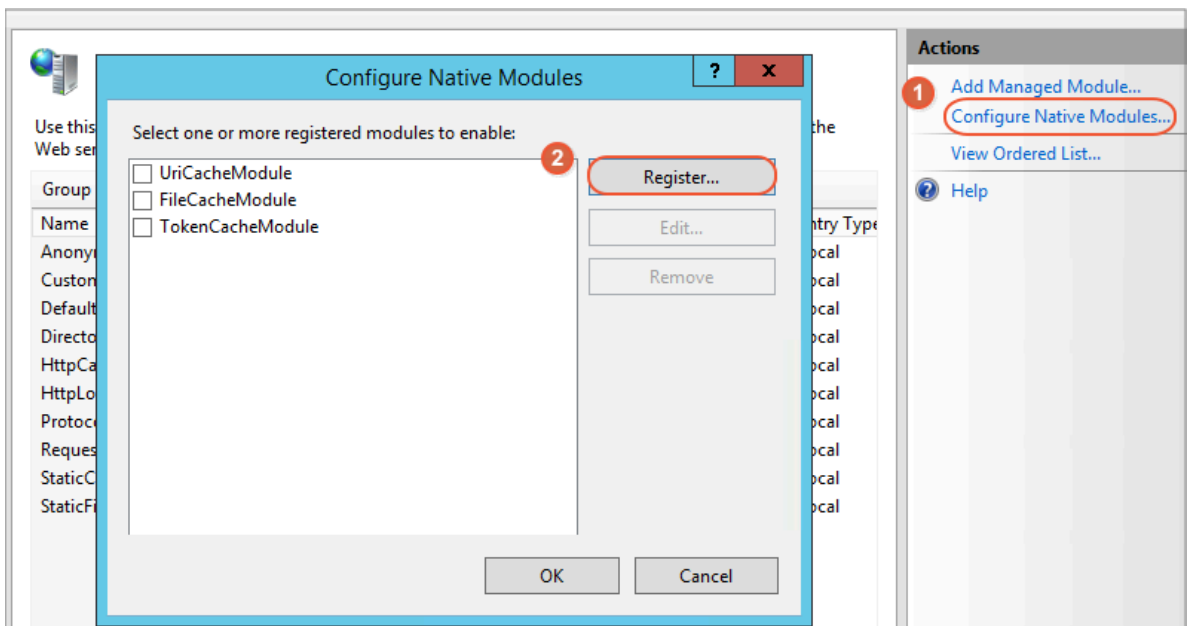 Actions
Add Managed Module...
1
Configure Native Modules...
View Ordered List...
Help
Configure Native Modules
?
x
Use this
the
Web ser
Select one or more registered modules to enable:
2
UriCacheModule
FileCacheModule
TokenCacheModule
Register...
Edit...
Remove
OK
Cancel
Group
Name
ntry Type
Anony
ocal
Custom
ocal
Default
ocal
Directo
ocal
HttpCa
ocal
HttpLo
ocal
Protoco
ocal
Reques
ocal
StaticC
ocal
StaticFi
ocal